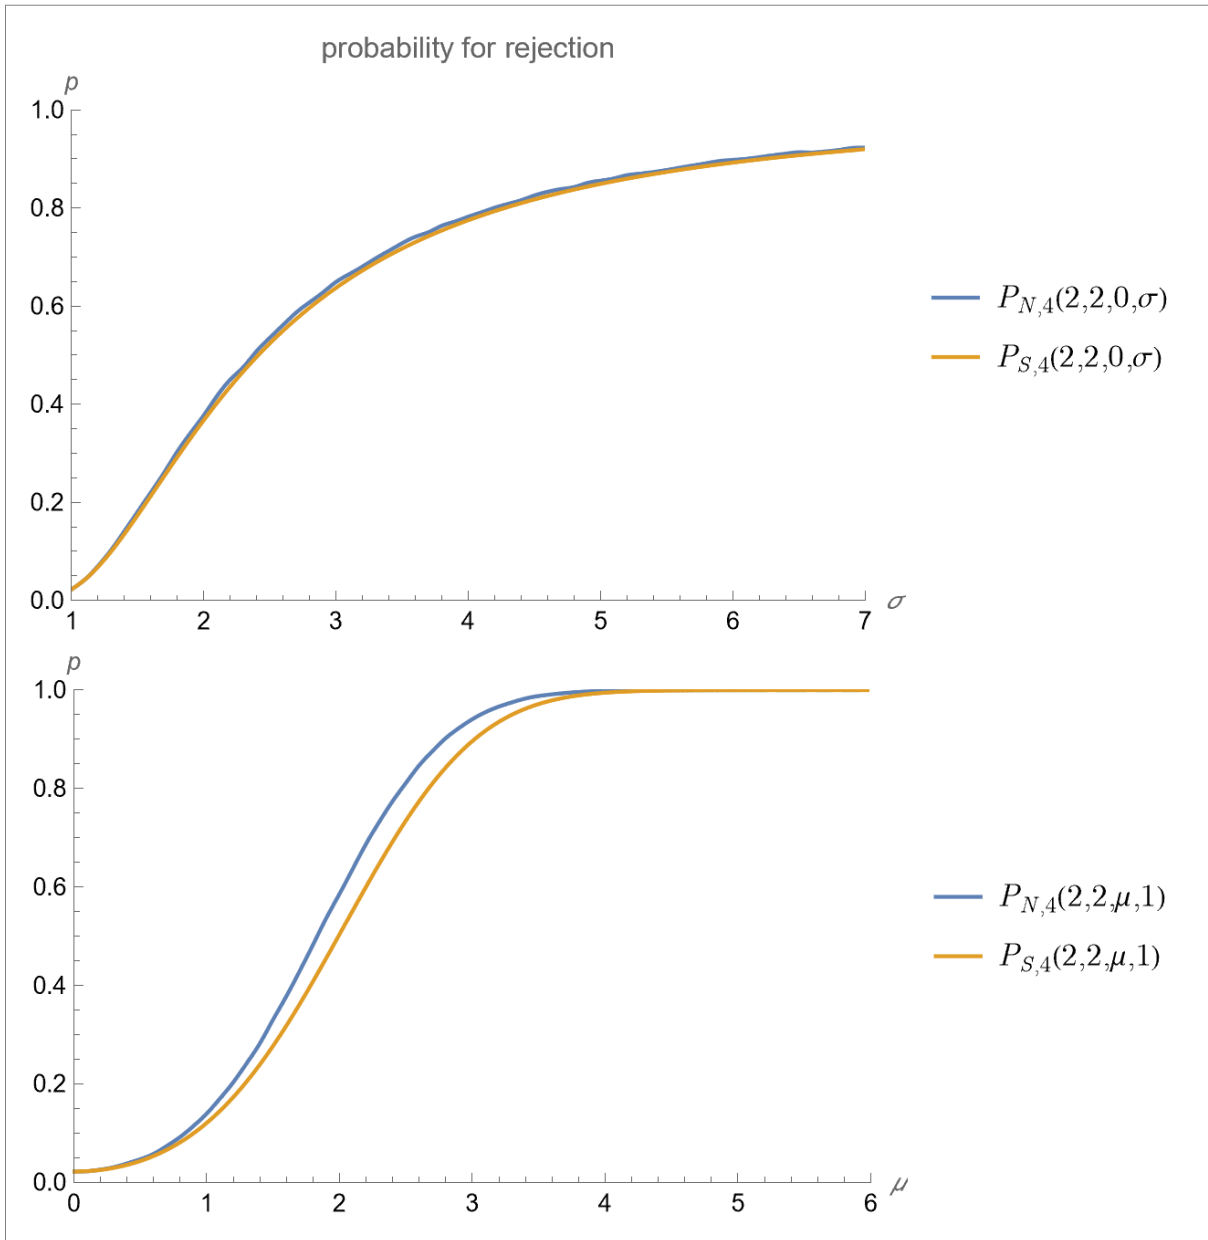 probability for rejection
p
1.0
0.8
0.6
0.4
0.2
0.0
1 2 3 4 5 6 7 σ
P_{N,4}(2,2,0,σ)
P_{S,4}(2,2,0,σ)
p
1.0
0.8
0.6
0.4
0.2
0.0
0 1 2 3 4 5 6 μ
P_{N,4}(2,2,μ,1)
P_{S,4}(2,2,μ,1)